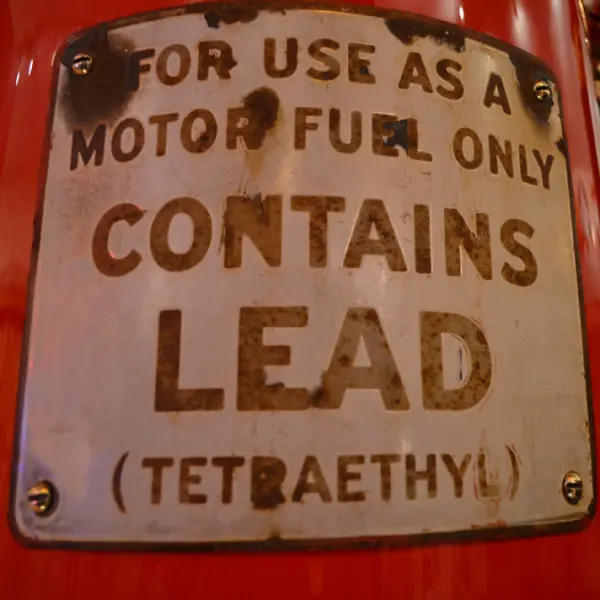 FOR USE AS A
MOTOR FUEL ONLY
CONTAINS
LEAD
(TETRAETHYL)